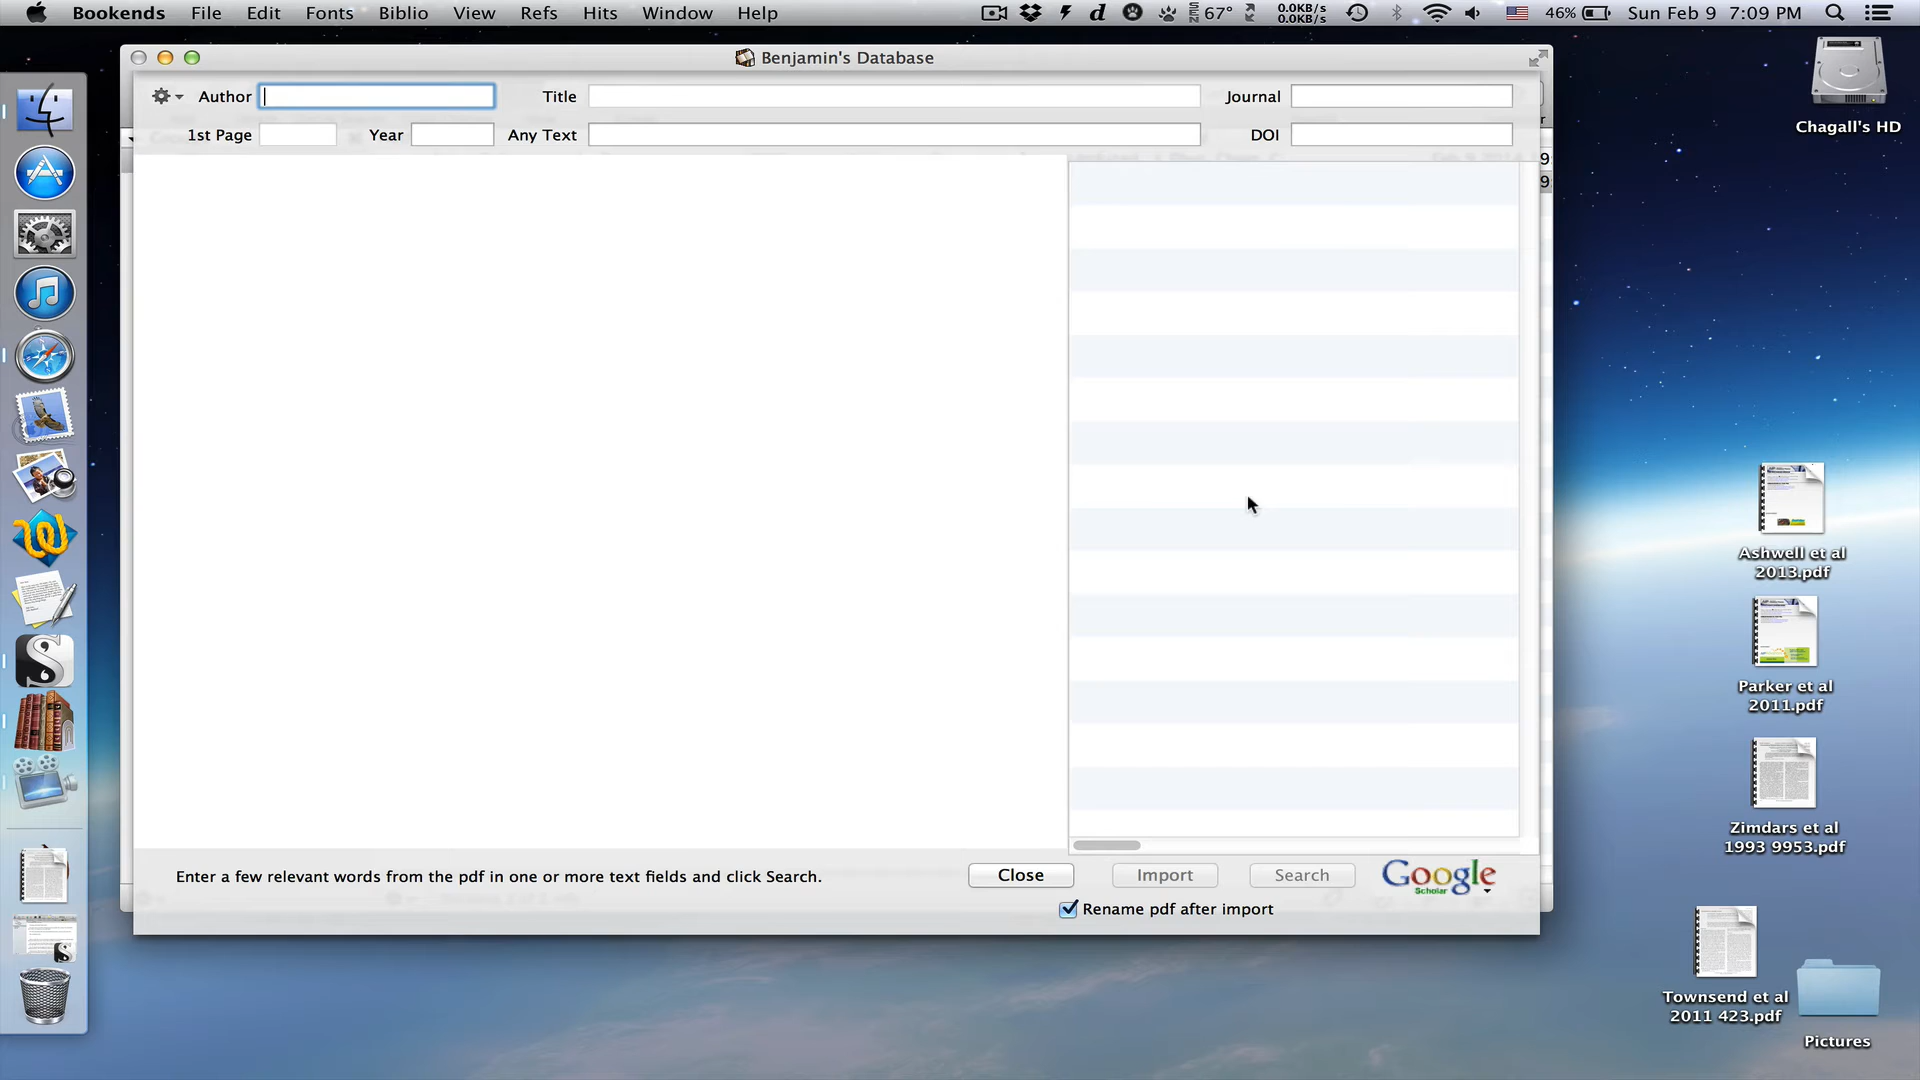 Bookends File Edit Fonts Biblio View Refs Hits Window Help
SEN 67° 0.0KB/s 0.0KB/s 46% Sun Feb 9 7:09 PM
Benjamin's Database
Author Title Journal
1st Page Year Any Text DOI
9
9
Chagall's HD
Ashwell et al
2013.pdf
Parker et al
2011.pdf
Zimdars et al
1993 9953.pdf
Enter a few relevant words from the pdf in one or more text fields and click Search.
Close Import Search Google
Scholar
Rename pdf after import
Townsend et al
2011 423.pdf
Pictures